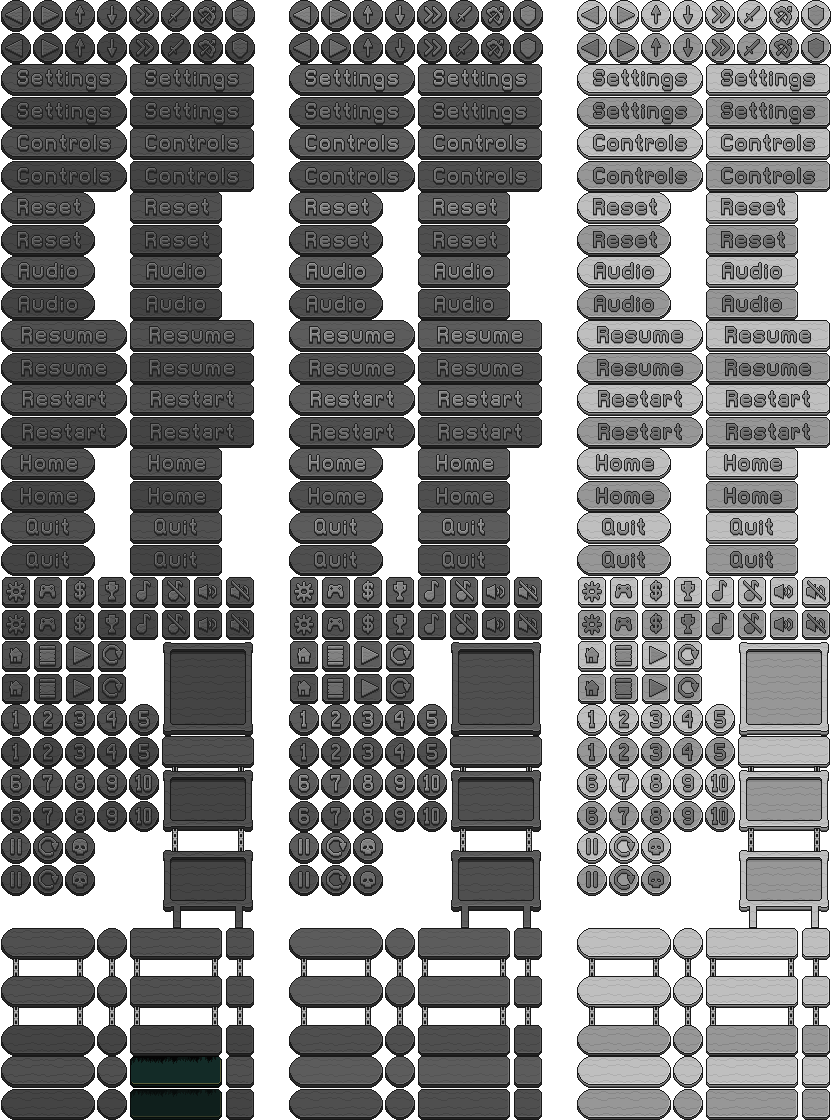 Settings Settings Settings Settings Settings Settings
Settings Settings Settings Settings Settings Settings
Controls Controls Controls Controls Controls Controls
Controls Controls Controls Controls Controls Controls
Reset Reset Reset Reset Reset Reset
Reset Reset Reset Reset Reset Reset
Audio Audio Audio Audio Audio Audio
Audio Audio Audio Audio Audio Audio
Resume Resume Resume Resume Resume Resume
Resume Resume Resume Resume Resume Resume
Restart Restart Restart Restart Restart Restart
Restart Restart Restart Restart Restart Restart
Home Home Home Home Home Home
Home Home Home Home Home Home
Quit Quit Quit Quit Quit Quit
Quit Quit Quit Quit Quit Quit
$ $ $
$ $ $
1 2 3 4 5 1 2 3 4 5 1 2 3 4 5
1 2 3 4 5 1 2 3 4 5 1 2 3 4 5
6 7 8 9 10 6 7 8 9 10 6 7 8 9 10
6 7 8 9 10 6 7 8 9 10 6 7 8 9 10